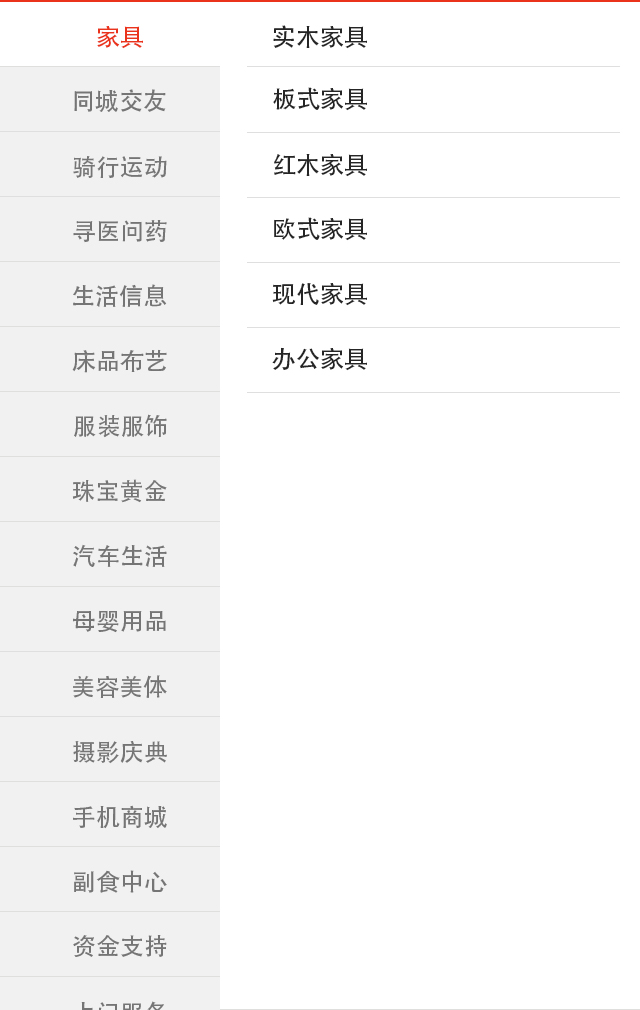 家具
同城交友
骑行运动
寻医问药
生活信息
床品布艺
服装服饰
珠宝黄金
汽车生活
母婴用品
美容美体
摄影庆典
手机商城
副食中心
资金支持
上门服务
实木家具
板式家具
红木家具
欧式家具
现代家具
办公家具